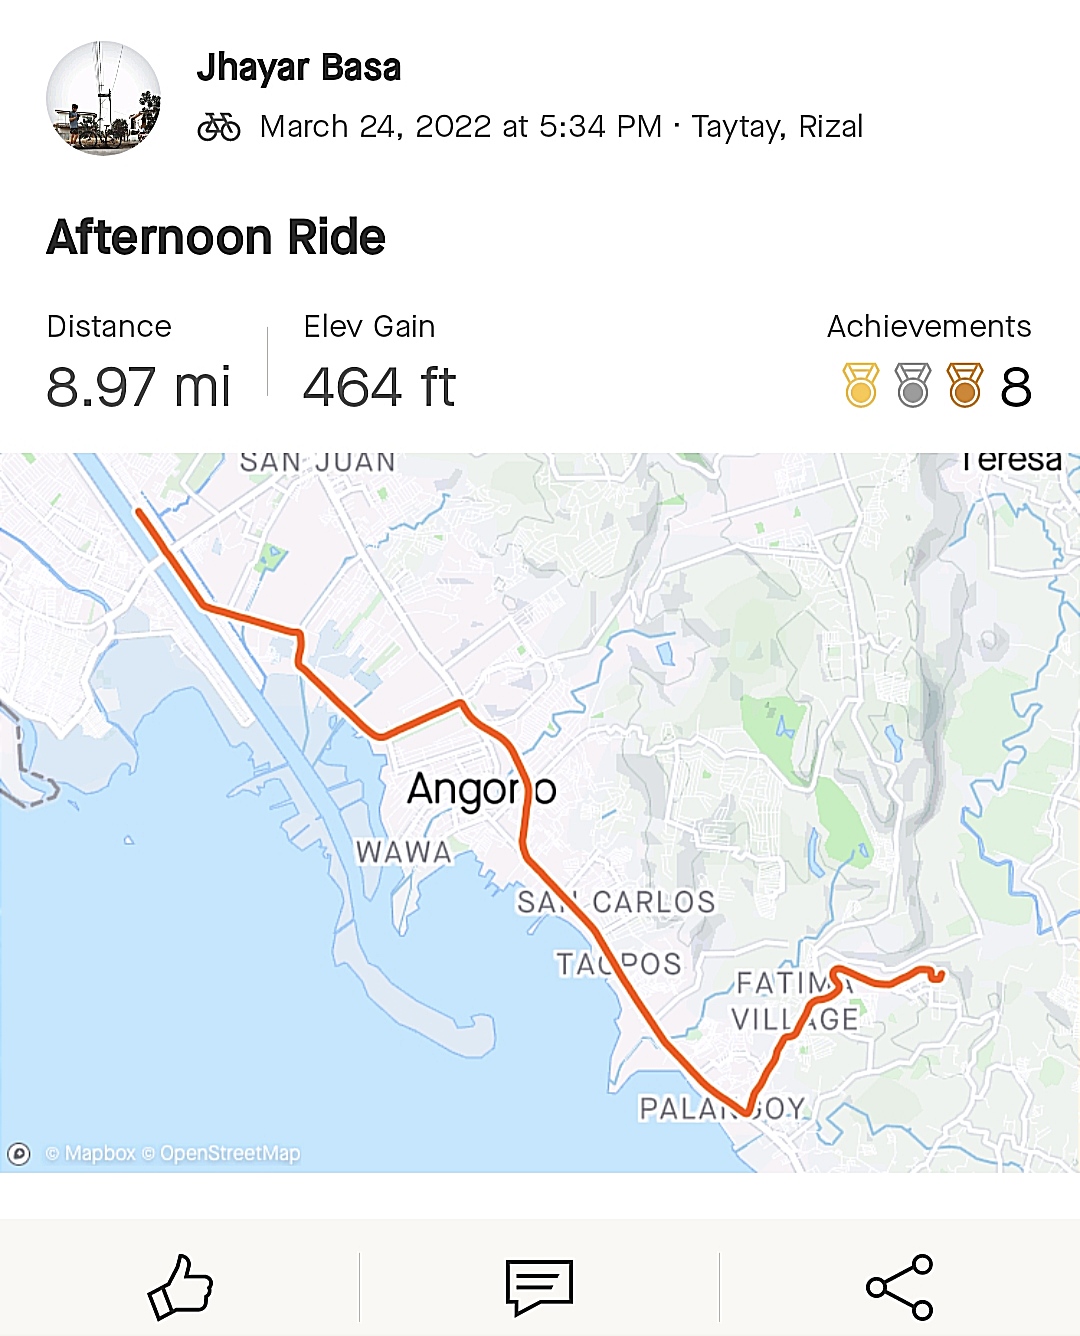 Jhayar Basa
March 24, 2022 at 5:34 PM · Taytay, Rizal
Afternoon Ride
Distance
8.97 mi
Elev Gain
464 ft
Achievements
8
SAN JUAN
Teresa
Angono
WAWA
SAN CARLOS
TAGPOS
FATIMA
VILLAGE
PALANGOY
© Mapbox © OpenStreetMap